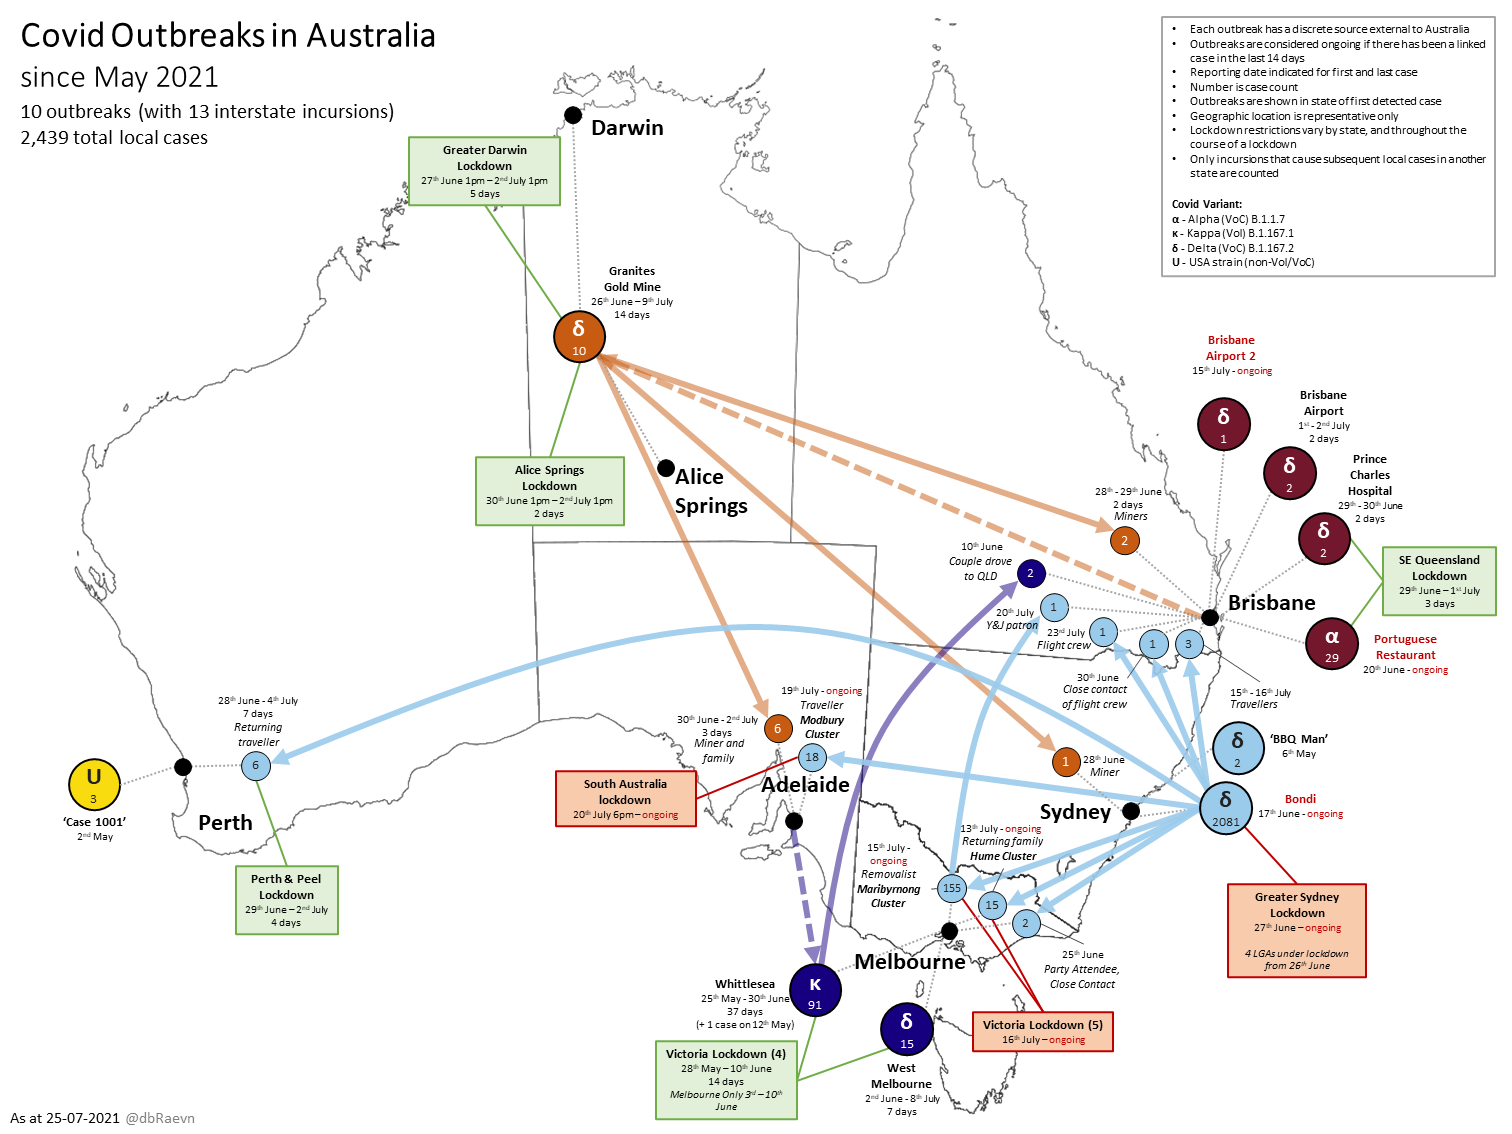 Covid Outbreaks in Australia
since May 2021
10 outbreaks (with 13 interstate incursions)
2,439 total local cases
• Each outbreak has a discrete source external to Australia
• Outbreaks are considered ongoing if there has been a linked
case in the last 14 days
• Reporting date indicated for first and last case
• Number is case count
• Outbreaks are shown in state of first detected case
• Geographic location is representative only
• Lockdown restrictions vary by state, and throughout the
course of a lockdown
• Only incursions that cause subsequent local cases in another
state are counted
Covid Variant:
α - Alpha (VoC) B.1.1.7
κ - Kappa (VoI) B.1.167.1
δ - Delta (VoC) B.1.167.2
U - USA strain (non-VoI/VoC)
Darwin
Greater Darwin
Lockdown
27th June 1pm – 2nd July 1pm
5 days
Granites
Gold Mine
26th June – 9th July
14 days
δ
10
Alice Springs
Lockdown
30th June 1pm – 2nd July 1pm
2 days
Alice
Springs
Brisbane
Airport 2
15th July - ongoing
δ
1
Brisbane
Airport
1st - 2nd July
2 days
δ
2
Prince
Charles
Hospital
29th - 30th June
2 days
δ
2
SE Queensland
Lockdown
29th June – 1st July
3 days
28th - 29th June
2 days
Miners
2
10th June
Couple drove
to QLD
2
20th July
Y&J patron
1
23rd July
Flight crew
1
1
3
Brisbane
α
29
Portuguese
Restaurant
20th June - ongoing
30th June
Close contact
of flight crew
15th - 16th July
Travellers
δ
2
‘BBQ Man’
6th May
28th June - 4th July
7 days
Returning
traveller
6
U
3
‘Case 1001’
2nd May
Perth
Perth & Peel
Lockdown
29th June – 2nd July
4 days
19th July - ongoing
Traveller
Modbury
Cluster
18
30th June - 2nd July
3 days
Miner and
family
6
South Australia
lockdown
20th July 6pm – ongoing
Adelaide
1
28th June
Miner
Sydney
δ
2081
Bondi
17th June - ongoing
Greater Sydney
Lockdown
27th June – ongoing
4 LGAs under lockdown
from 26th June
13th July - ongoing
Returning family
Hume Cluster
15th July -
ongoing
Removalist
Maribyrnong
Cluster
155
15
2
25th June
Party Attendee,
Close Contact
Melbourne
Whittlesea
25th May - 30th June
37 days
(+ 1 case on 12th May)
κ
91
δ
15
West
Melbourne
2nd June - 8th July
7 days
Victoria Lockdown (5)
16th July – ongoing
Victoria Lockdown (4)
28th May – 10th June
14 days
Melbourne Only 3rd – 10th
June
As at 25-07-2021 @dbRaevn